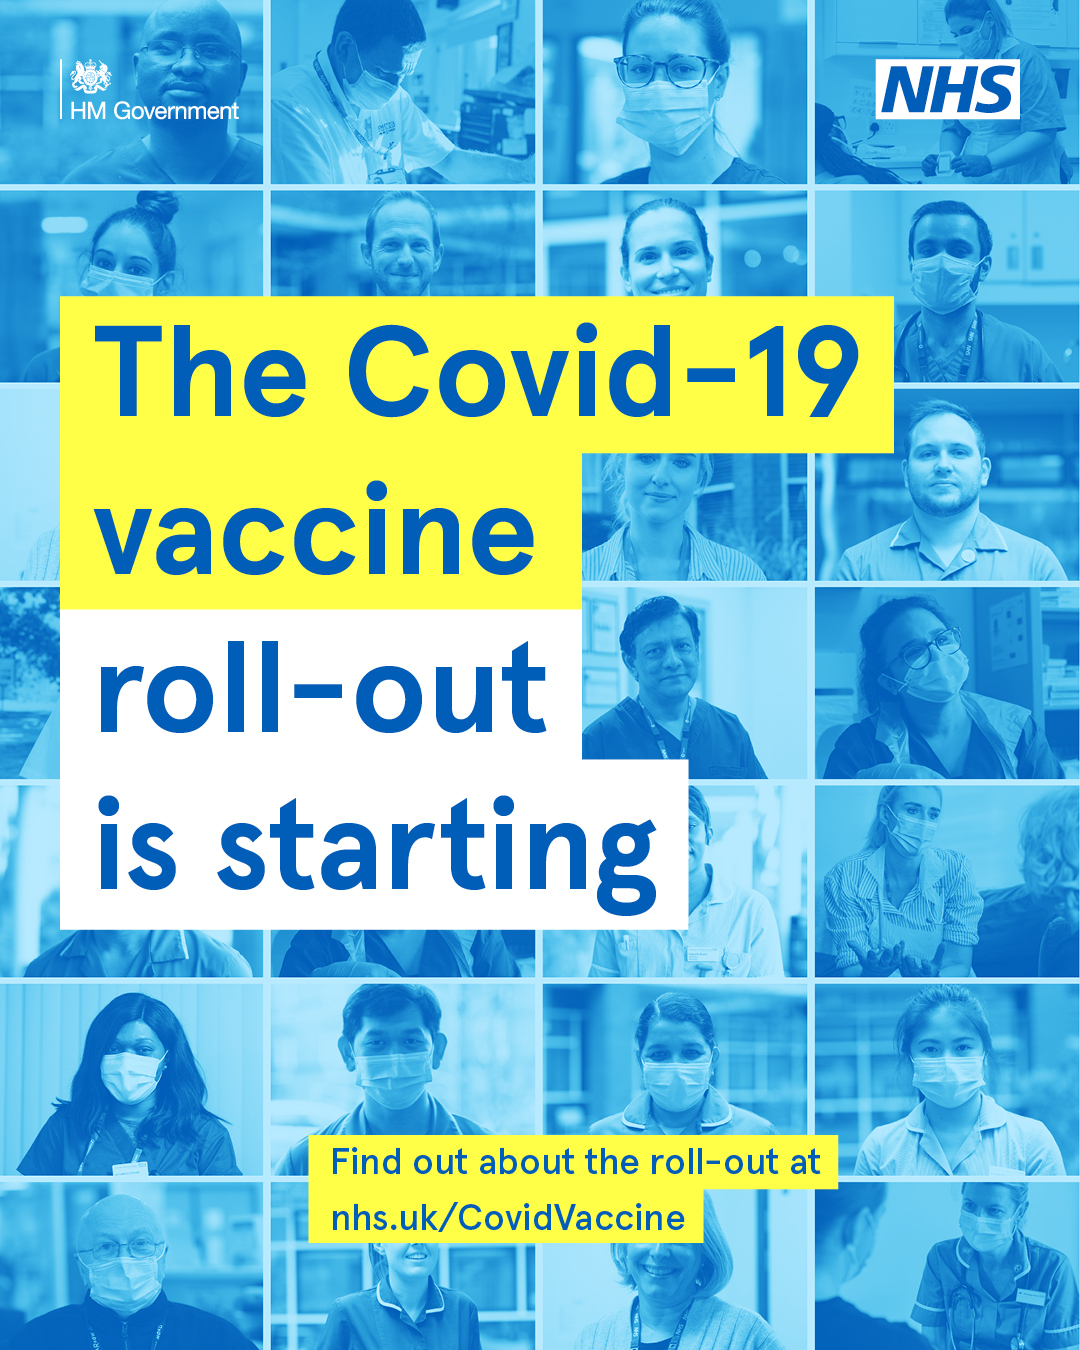 HM Government
NHS
The Covid-19
vaccine
roll-out
is starting
Find out about the roll-out at
nhs.uk/CovidVaccine